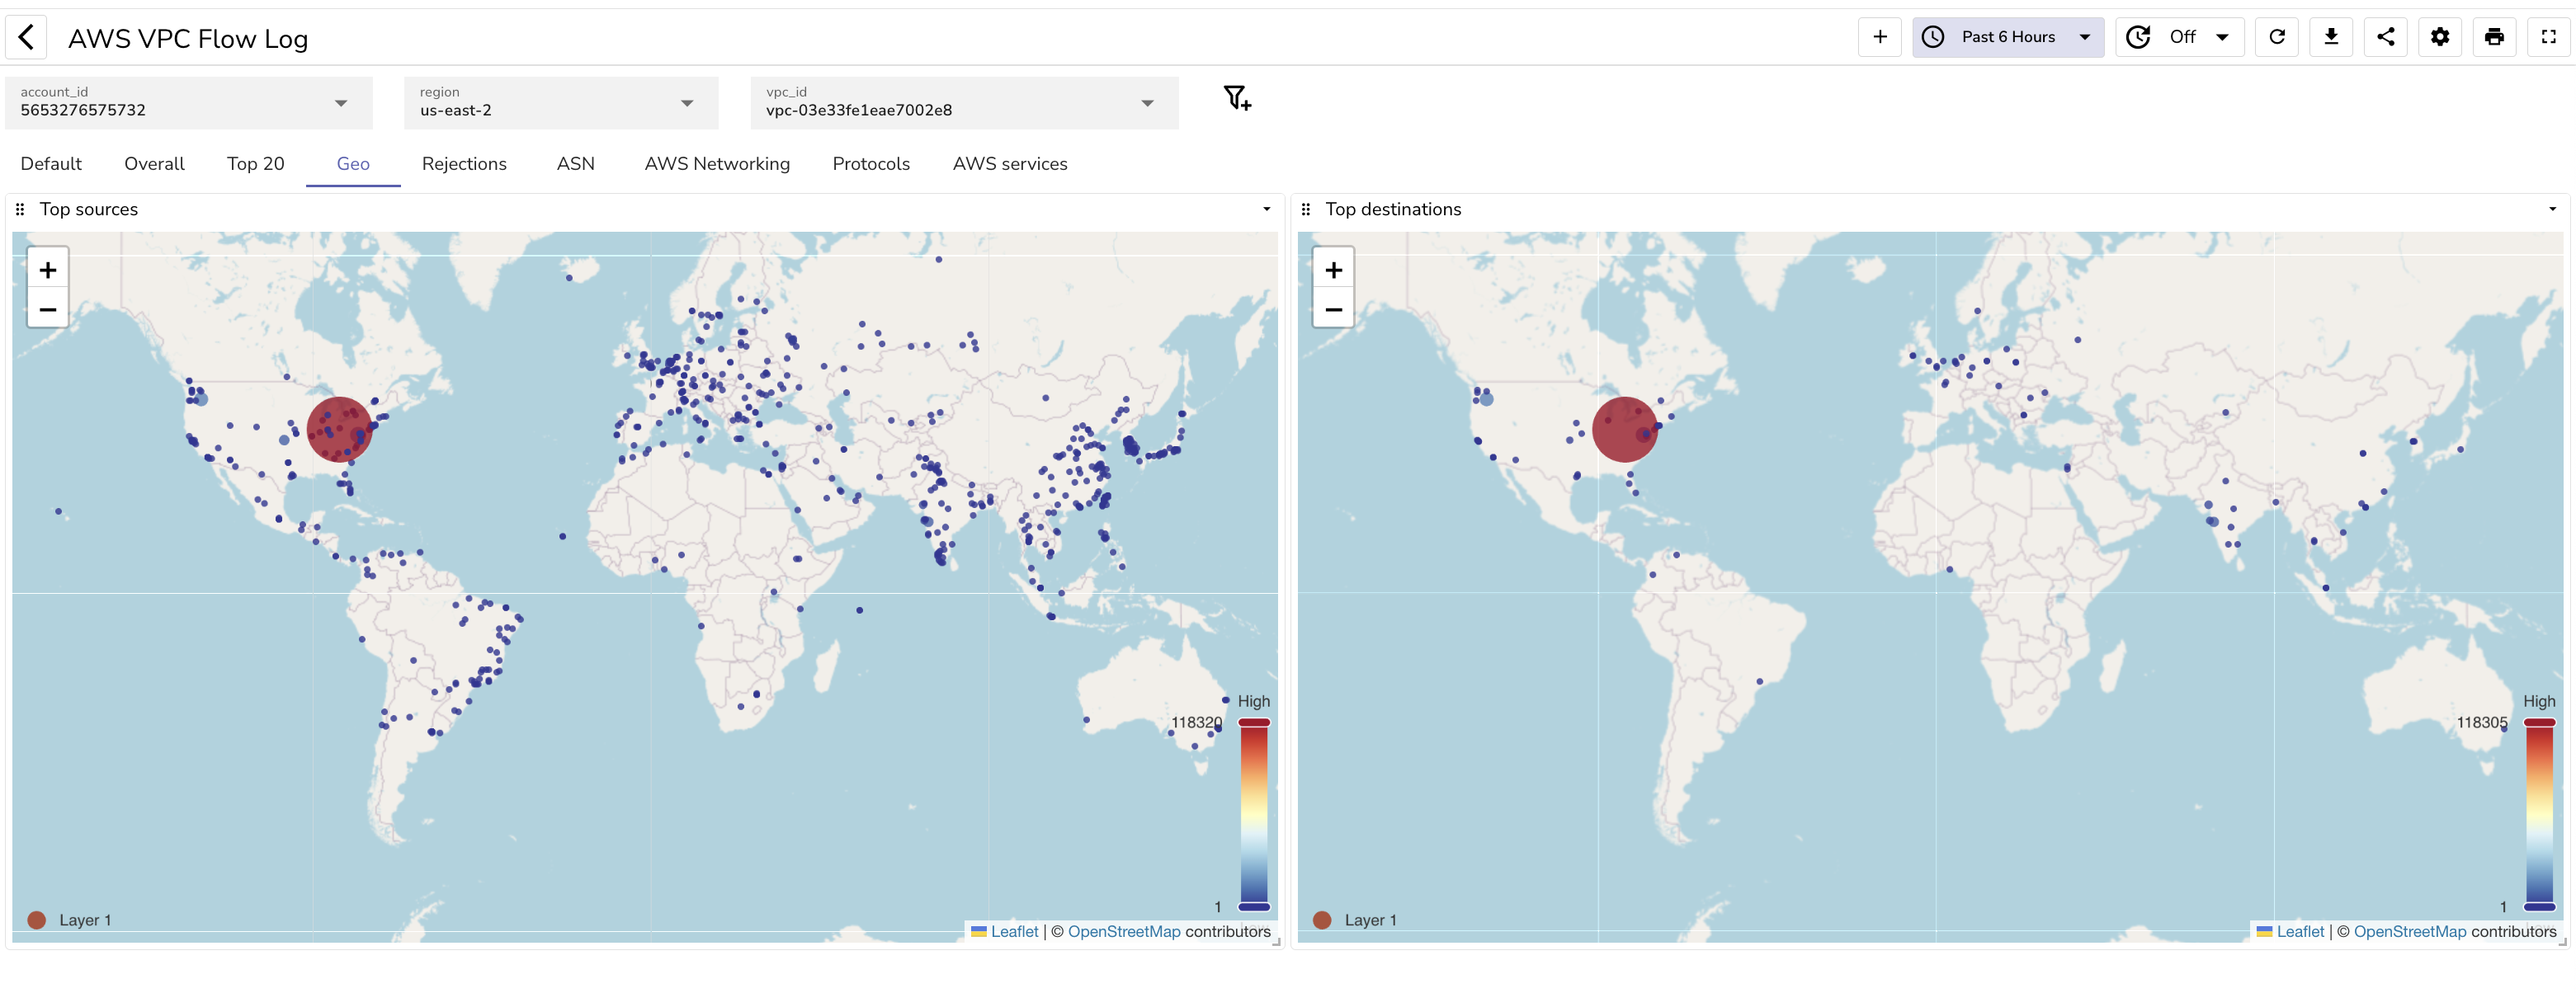 AWS VPC Flow Log
Past 6 Hours
Off
account_id
5653276575732
region
us-east-2
vpc_id
vpc-03e33fe1eae7002e8
Default Overall Top 20 Geo Rejections ASN AWS Networking Protocols AWS services
Top sources
+
−
High
118320
1
Layer 1
Leaflet | © OpenStreetMap contributors
Top destinations
+
−
High
118305
1
Layer 1
Leaflet | © OpenStreetMap contributors